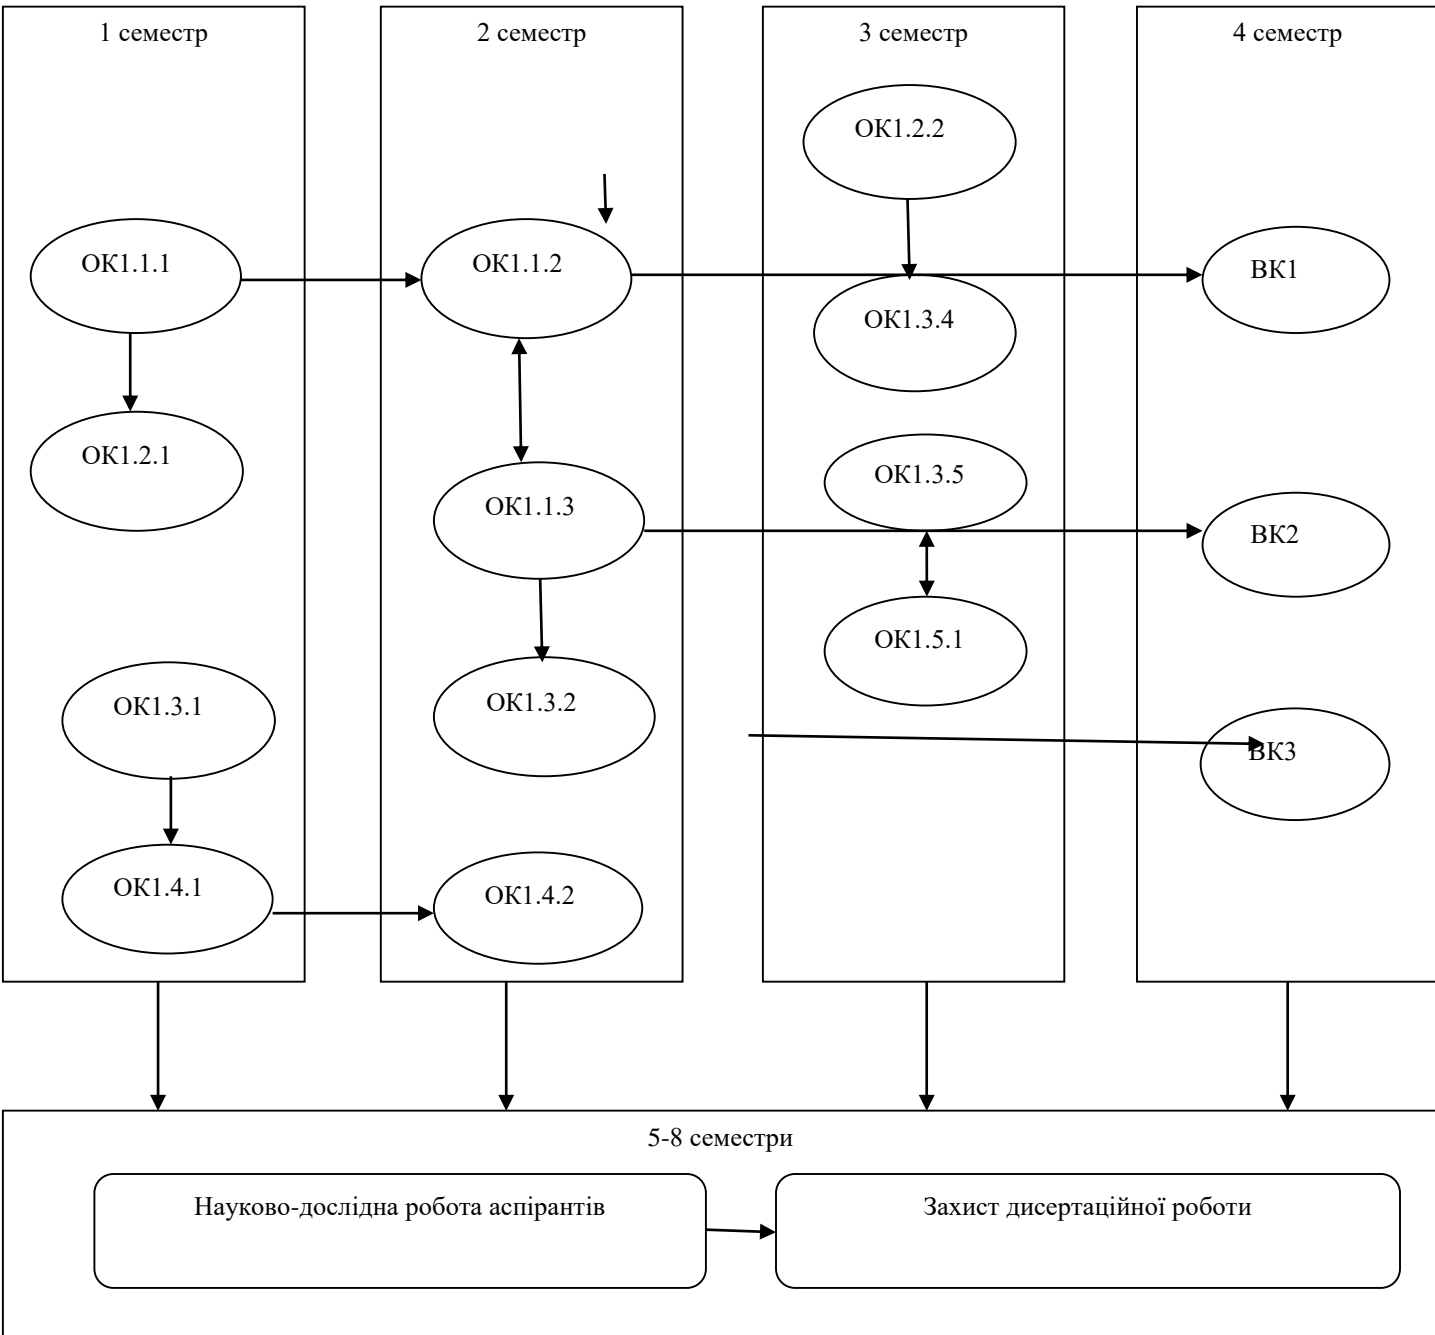 1 семестр
2 семестр
3 семестр
4 семестр
ОК1.2.2
ОК1.1.1
ОК1.1.2
ВК1
ОК1.3.4
ОК1.2.1
ОК1.3.5
ОК1.1.3
ВК2
ОК1.5.1
ОК1.3.1
ОК1.3.2
ВК3
ОК1.4.1
ОК1.4.2
5-8 семестри
Науково-дослідна робота аспірантів
Захист дисертаційної роботи